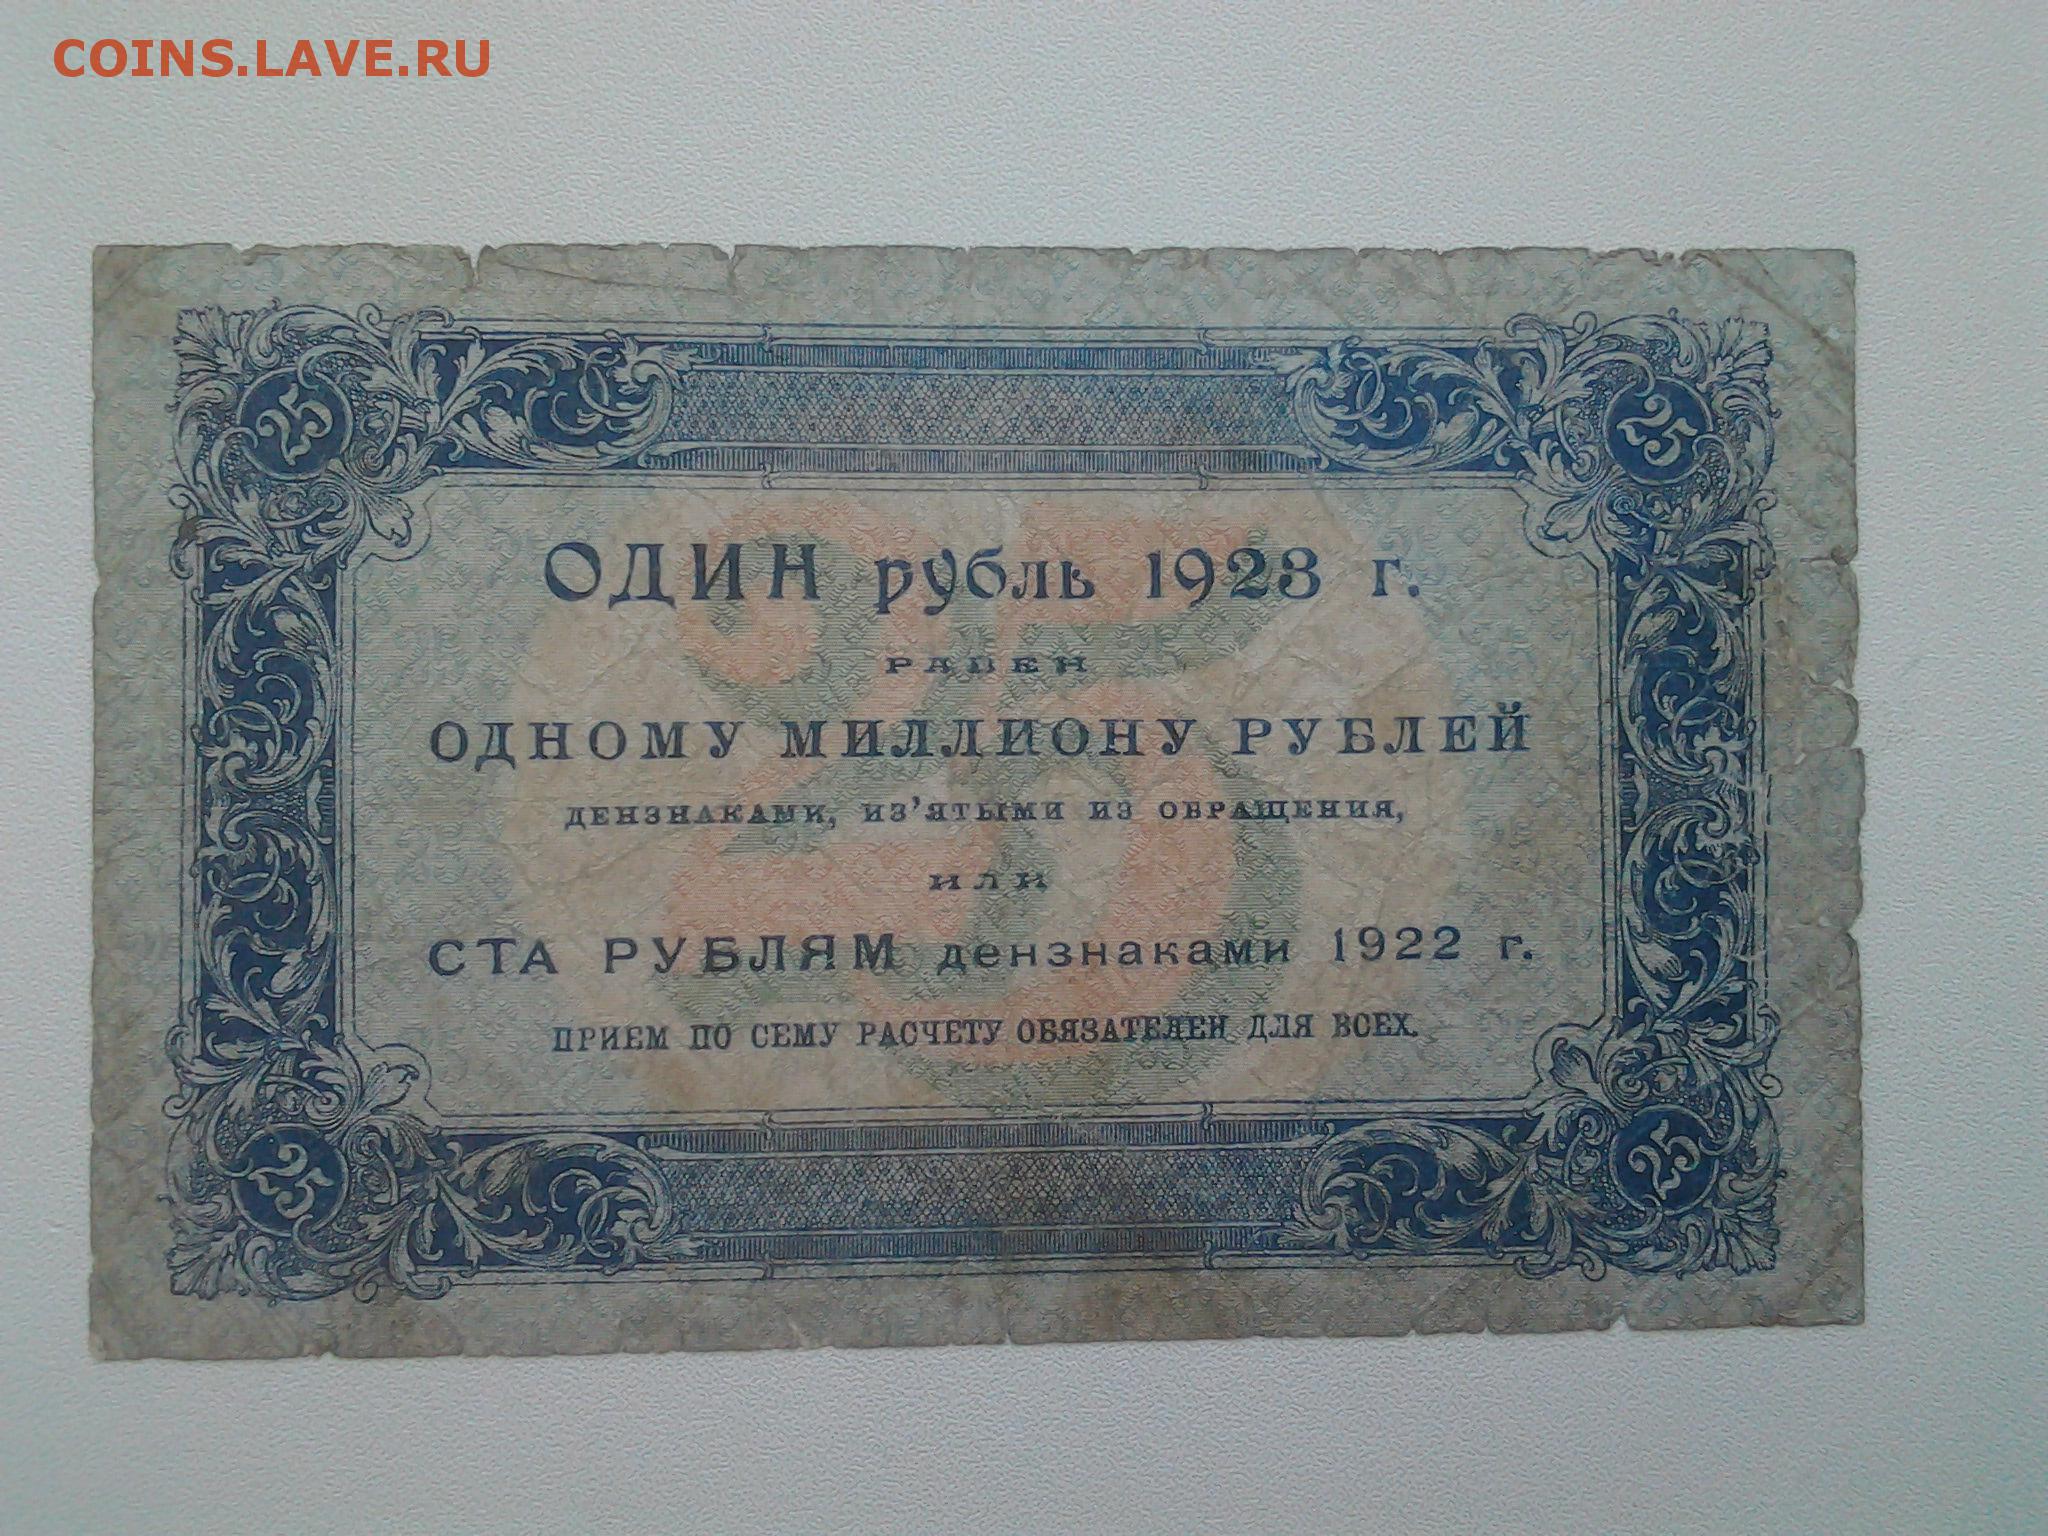 COINS.LAVE.RU
25 25
ОДИН рубль 1923 г.
РАВЕН
ОДНОМУ МИЛЛИОНУ РУБЛЕЙ
ДЕНЗНАКАМИ, ИЗ'ЯТЫМИ ИЗ ОБРАЩЕНИЯ,
ИЛИ
СТА РУБЛЯМ дензнаками 1922 г.
ПРИЕМ ПО СЕМУ РАСЧЕТУ ОБЯЗАТЕЛЕН ДЛЯ ВСЕХ.
25
25 25